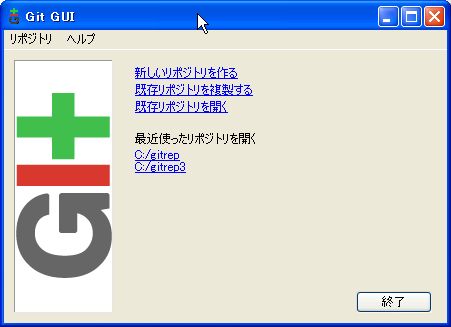 Git GUI
リポジトリ ヘルプ
新しいリポジトリを作る
既存リポジトリを複製する
既存リポジトリを開く
最近使ったリポジトリを開く
C:/gitrep
C:/gitrep3
GIt
終了